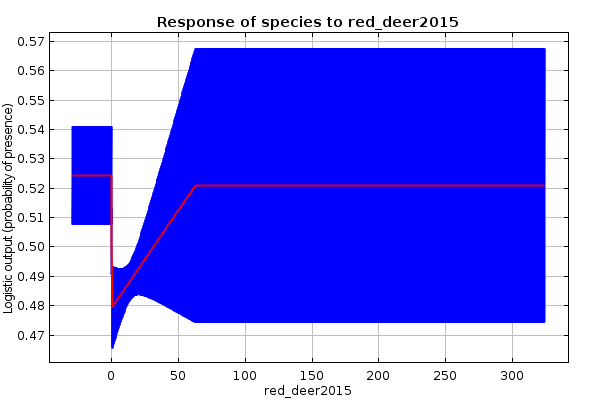 Response of species to red_deer2015
Logistic output (probability of presence)
0.57
0.56
0.55
0.54
0.53
0.52
0.51
0.50
0.49
0.48
0.47
0 50 100 150 200 250 300
red_deer2015